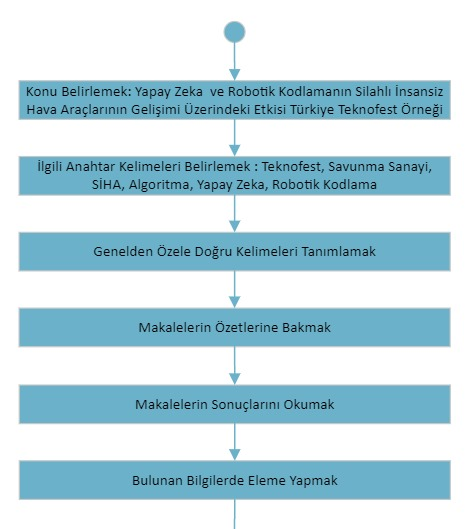 Konu Belirlemek: Yapay Zeka ve Robotik Kodlamanın Silahlı İnsansiz
Hava Araçlarının Gelişimi Üzerindeki Etkisi Türkiye Teknofest Örneği
İlgili Anahtar Kelimeleri Belirlemek : Teknofest, Savunma Sanayi,
SİHA, Algoritma, Yapay Zeka, Robotik Kodlama
Genelden Özele Doğru Kelimeleri Tanımlamak
Makalelerin Özetlerine Bakmak
Makalelerin Sonuçlarını Okumak
Bulunan Bilgilerde Eleme Yapmak